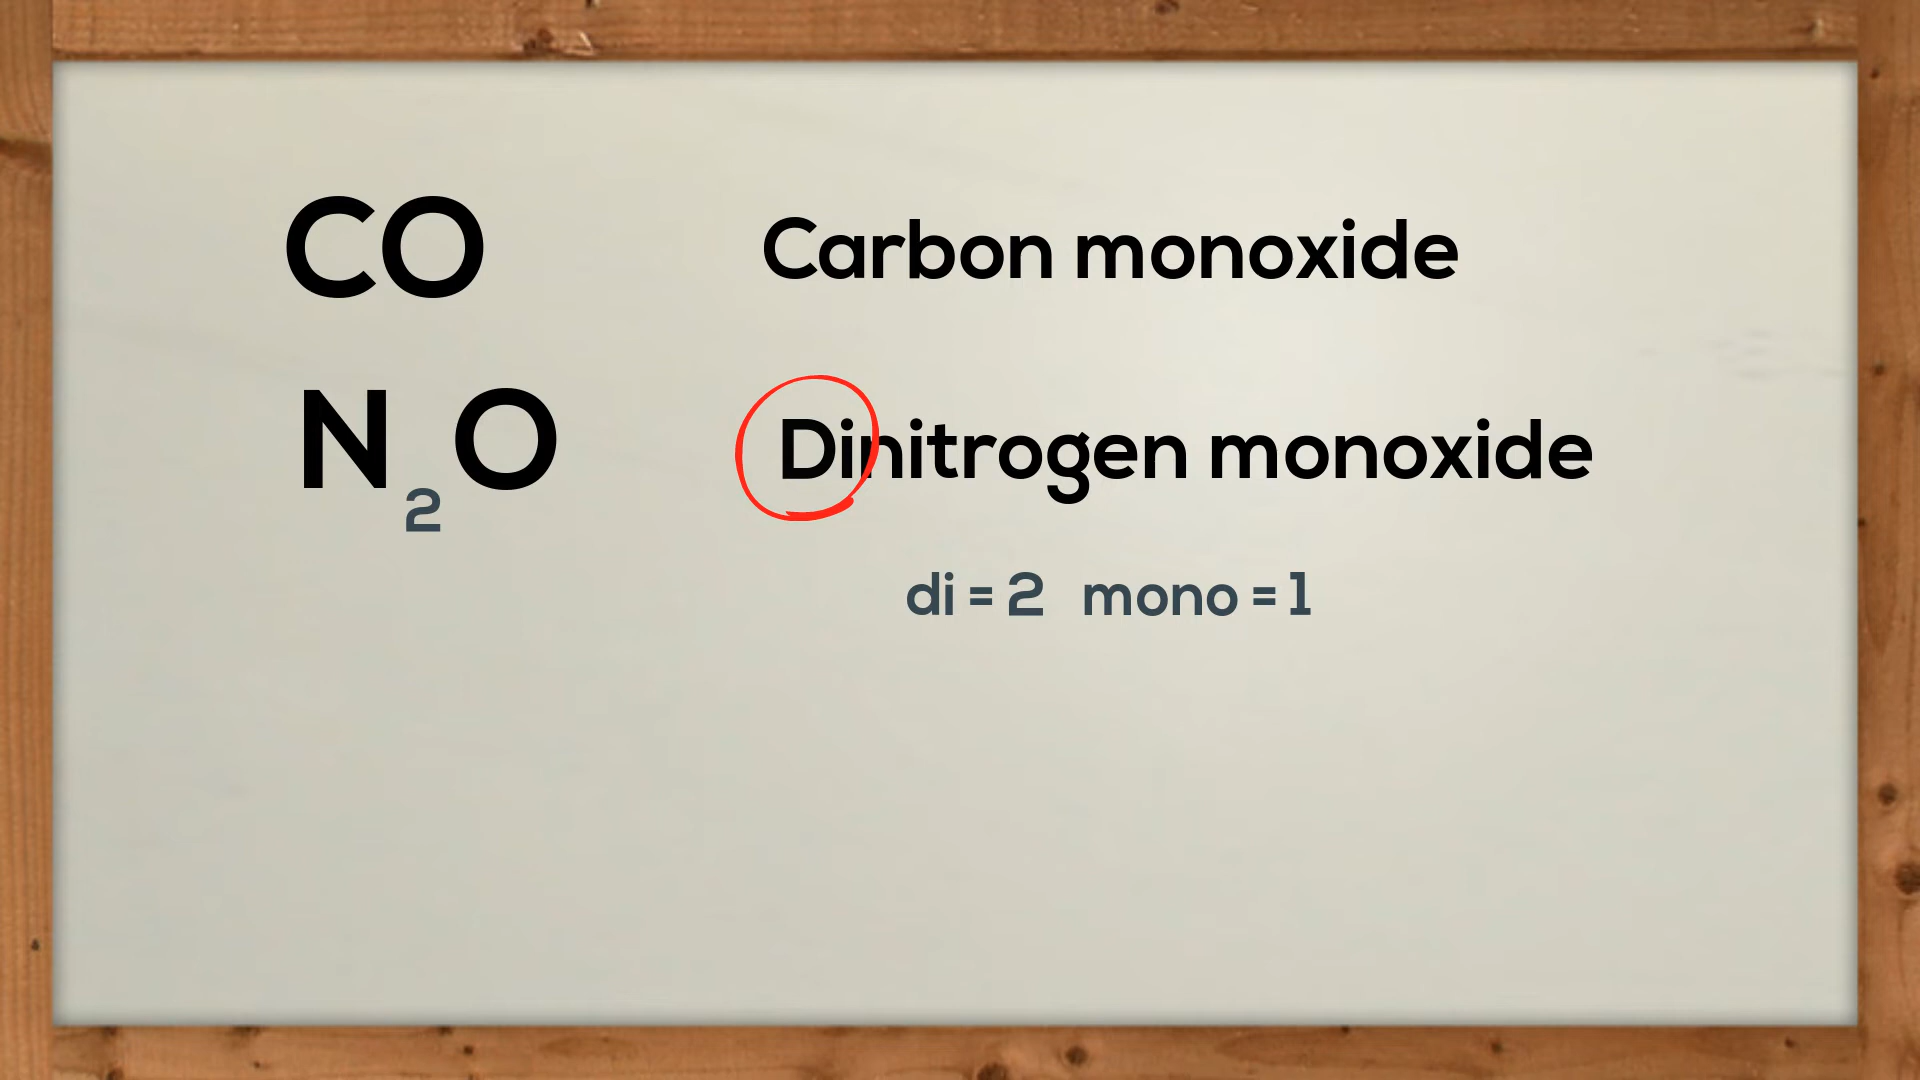 CO Carbon monoxide
N₂O Dinitrogen monoxide
di = 2 mono = 1